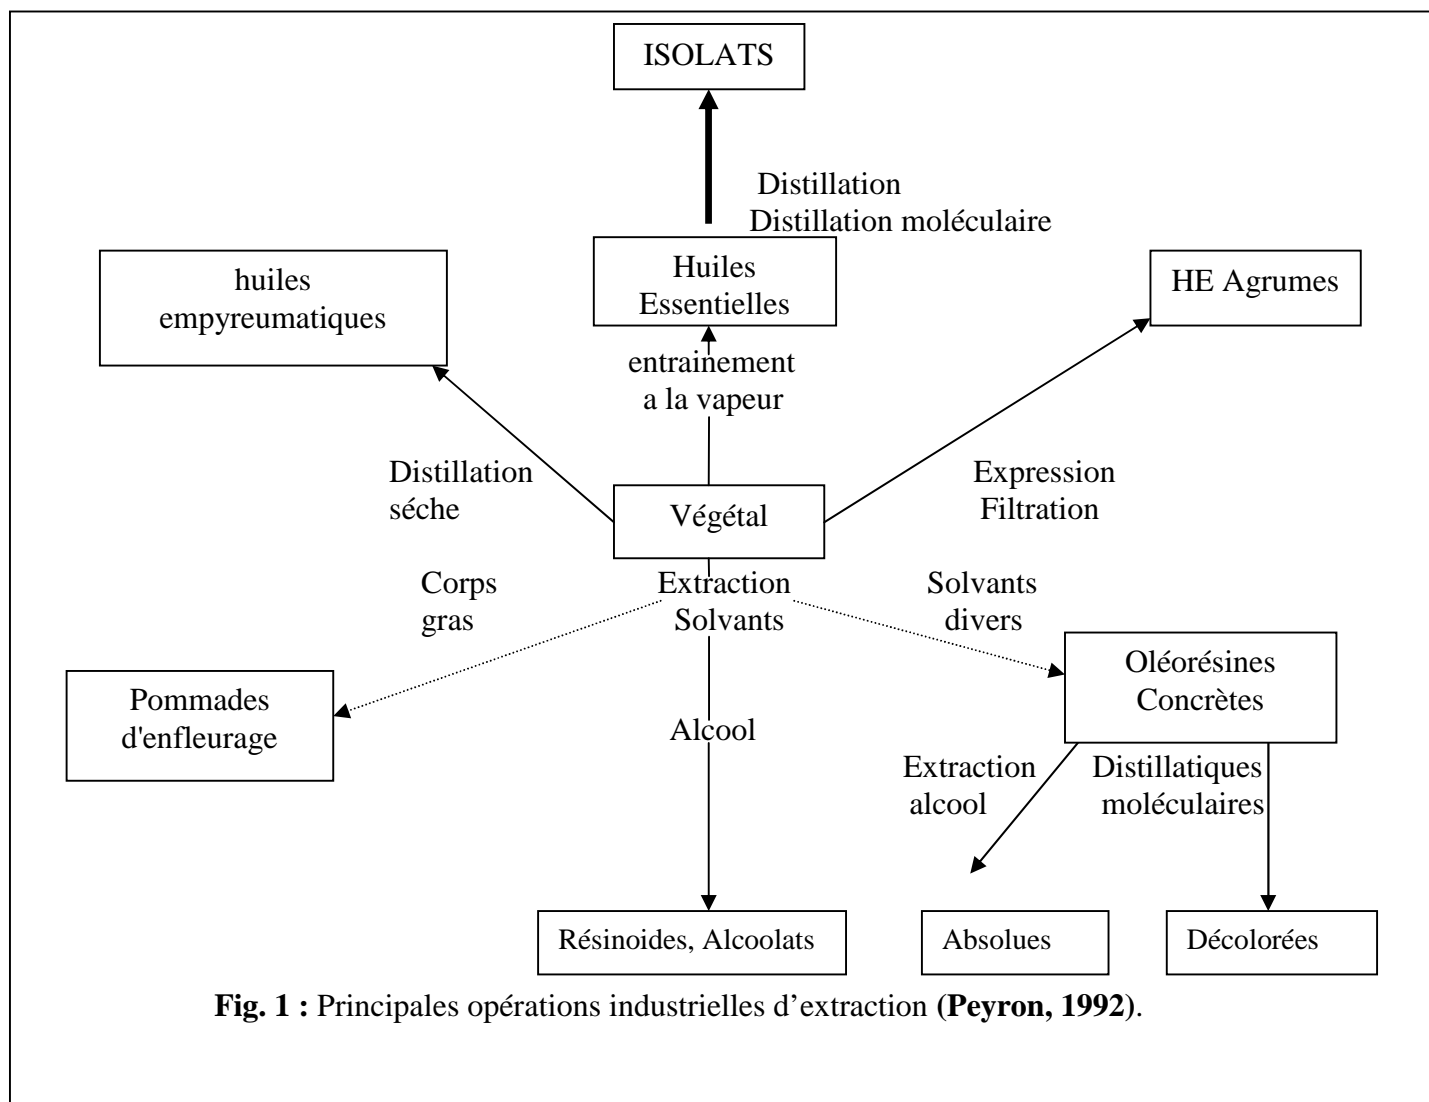 ISOLATS
Distillation
Distillation moléculaire
huiles
empyreumatiques
Huiles
Essentielles
HE Agrumes
entrainement
a la vapeur
Distillation
séche
Expression
Filtration
Végétal
Corps
gras
Extraction
Solvants
Solvants
divers
Oléorésines
Concrètes
Pommades
d'enfleurage
Alcool
Extraction
alcool
Distillatiques
moléculaires
Résinoides, Alcoolats
Absolues
Décolorées
Fig. 1 : Principales opérations industrielles d’extraction (Peyron, 1992).